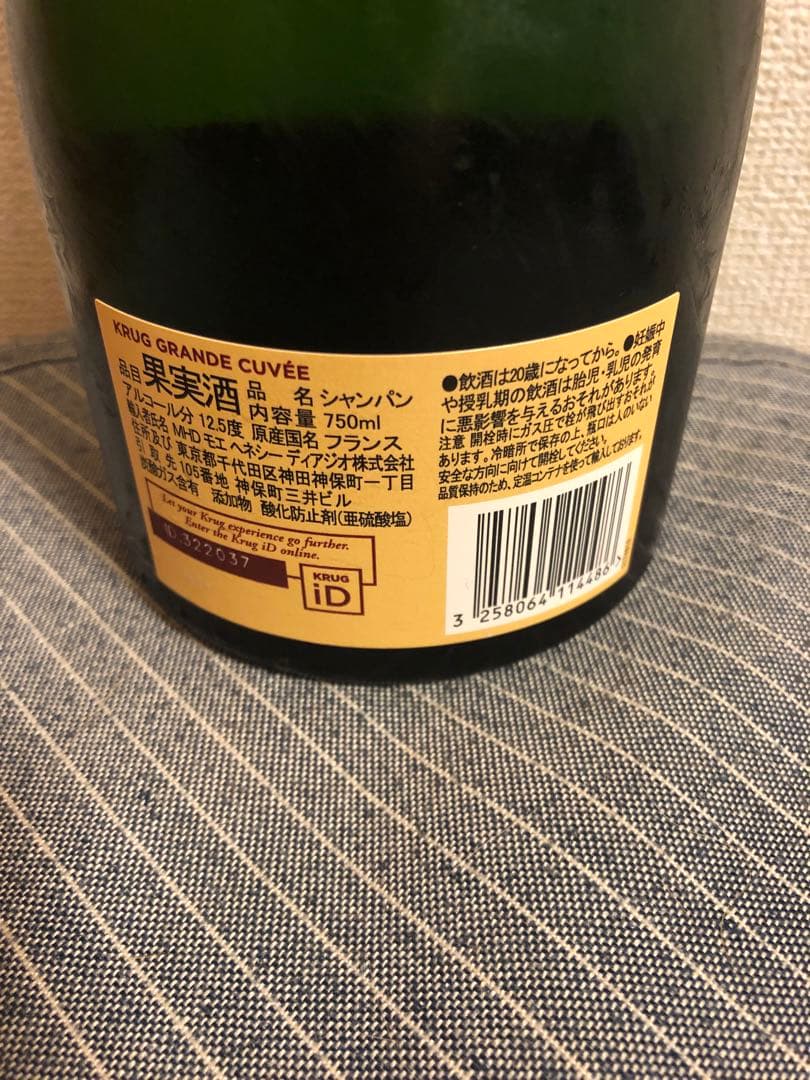 KRUG GRANDE CUVÉE
品目 果実酒 品 名 シャンパン
アルコール分 12.5度 内容量 750ml
輸入者氏名 原産国名 フランス
住所及び MHD モエ ヘネシー ディアジオ株式会社
引取先 東京都千代田区神田神保町一丁目
105番地 神保町三井ビル
炭酸ガス含有 添加物 酸化防止剤(亜硫酸塩)
Let your Krug experience go further.
Enter the Krug iD online.
ID:322037
KRUG
iD
●飲酒は20歳になってから。●妊娠中
や授乳期の飲酒は胎児・乳児の発育
に悪影響を与えるおそれがあります。
注意 開栓時にガス圧で栓が飛び出すおそれが
あります。冷暗所で保存の上、瓶口は人のいない
安全な方向に向けて開栓してください。
品質保持のため、定温コンテナを使って輸入しております。
3 258064 114486 >